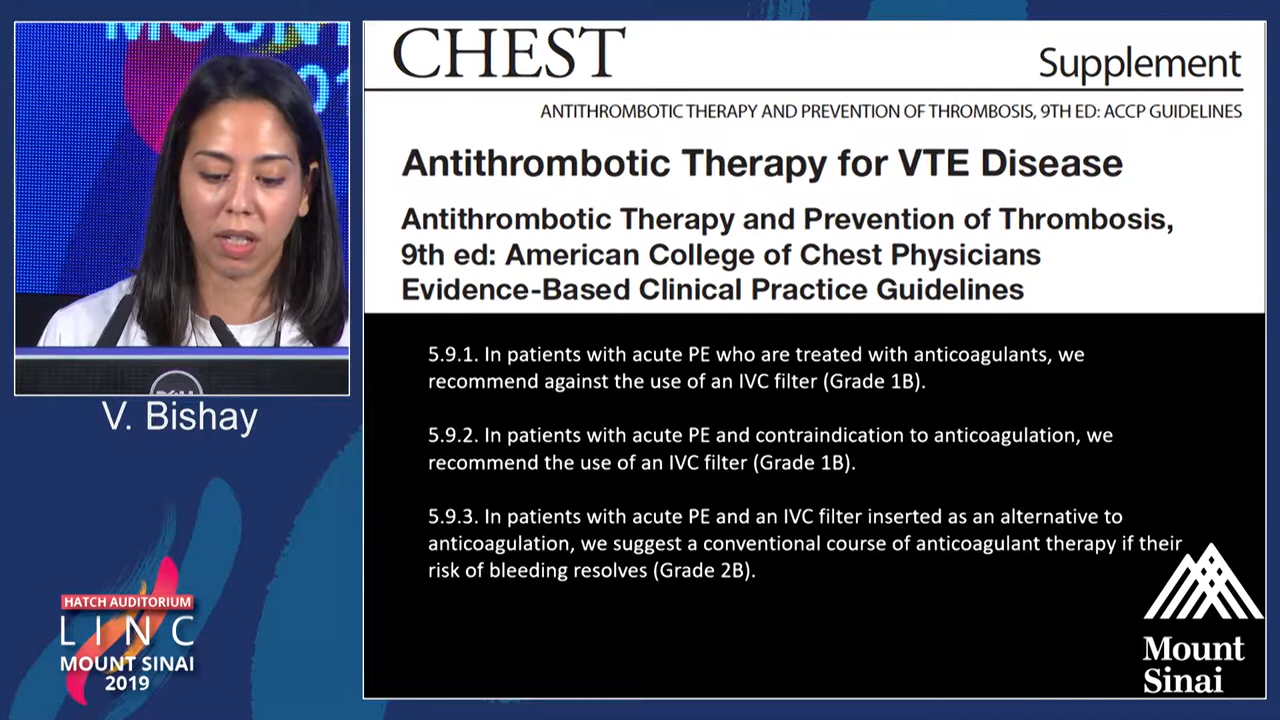 MOUNT
CHEST
Supplement
ANTITHROMBOTIC THERAPY AND PREVENTION OF THROMBOSIS, 9TH ED: ACCP GUIDELINES
Antithrombotic Therapy for VTE Disease
Antithrombotic Therapy and Prevention of Thrombosis,
9th ed: American College of Chest Physicians
Evidence-Based Clinical Practice Guidelines
5.9.1. In patients with acute PE who are treated with anticoagulants, we
recommend against the use of an IVC filter (Grade 1B).
5.9.2. In patients with acute PE and contraindication to anticoagulation, we
recommend the use of an IVC filter (Grade 1B).
5.9.3. In patients with acute PE and an IVC filter inserted as an alternative to
anticoagulation, we suggest a conventional course of anticoagulant therapy if their
risk of bleeding resolves (Grade 2B).
Mount
Sinai
V. Bishay
HATCH AUDITORIUM
LINC
MOUNT SINAI
2019